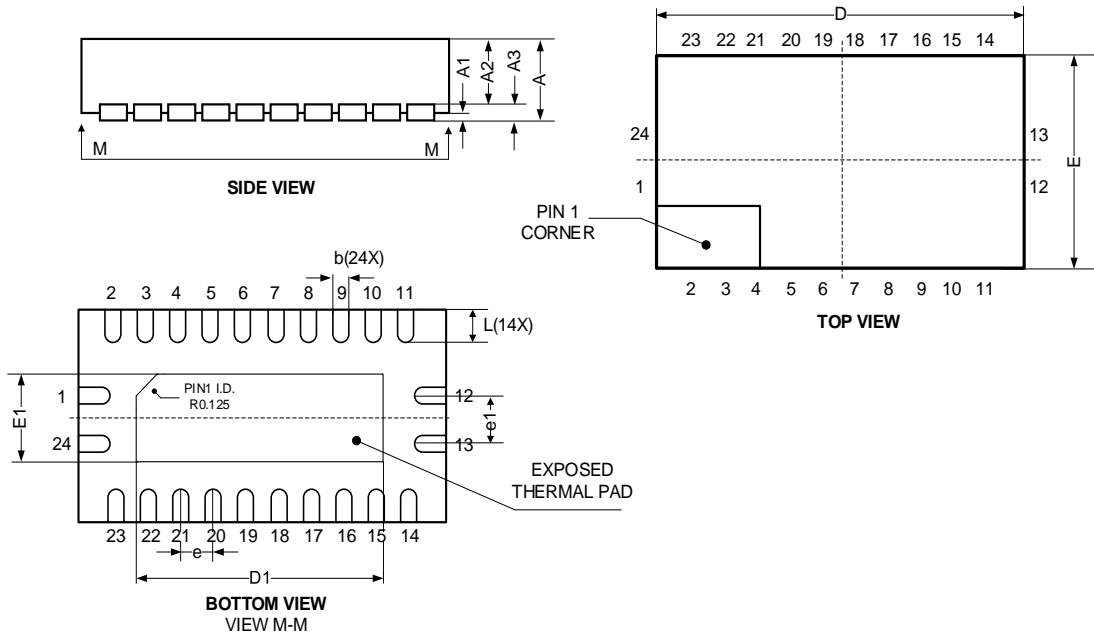 A1
A2
A3
A
M M
SIDE VIEW
D
23 22 21 20 19 18 17 16 15 14
24
13
E
1
12
PIN 1
CORNER
2 3 4 5 6 7 8 9 10 11
TOP VIEW
b(24X)
2 3 4 5 6 7 8 9 10 11
L(14X)
PIN1 I.D.
R0.125
1
12
E1
e1
24
13
EXPOSED
THERMAL PAD
23 22 21 20 19 18 17 16 15 14
e
D1
BOTTOM VIEW
VIEW M-M